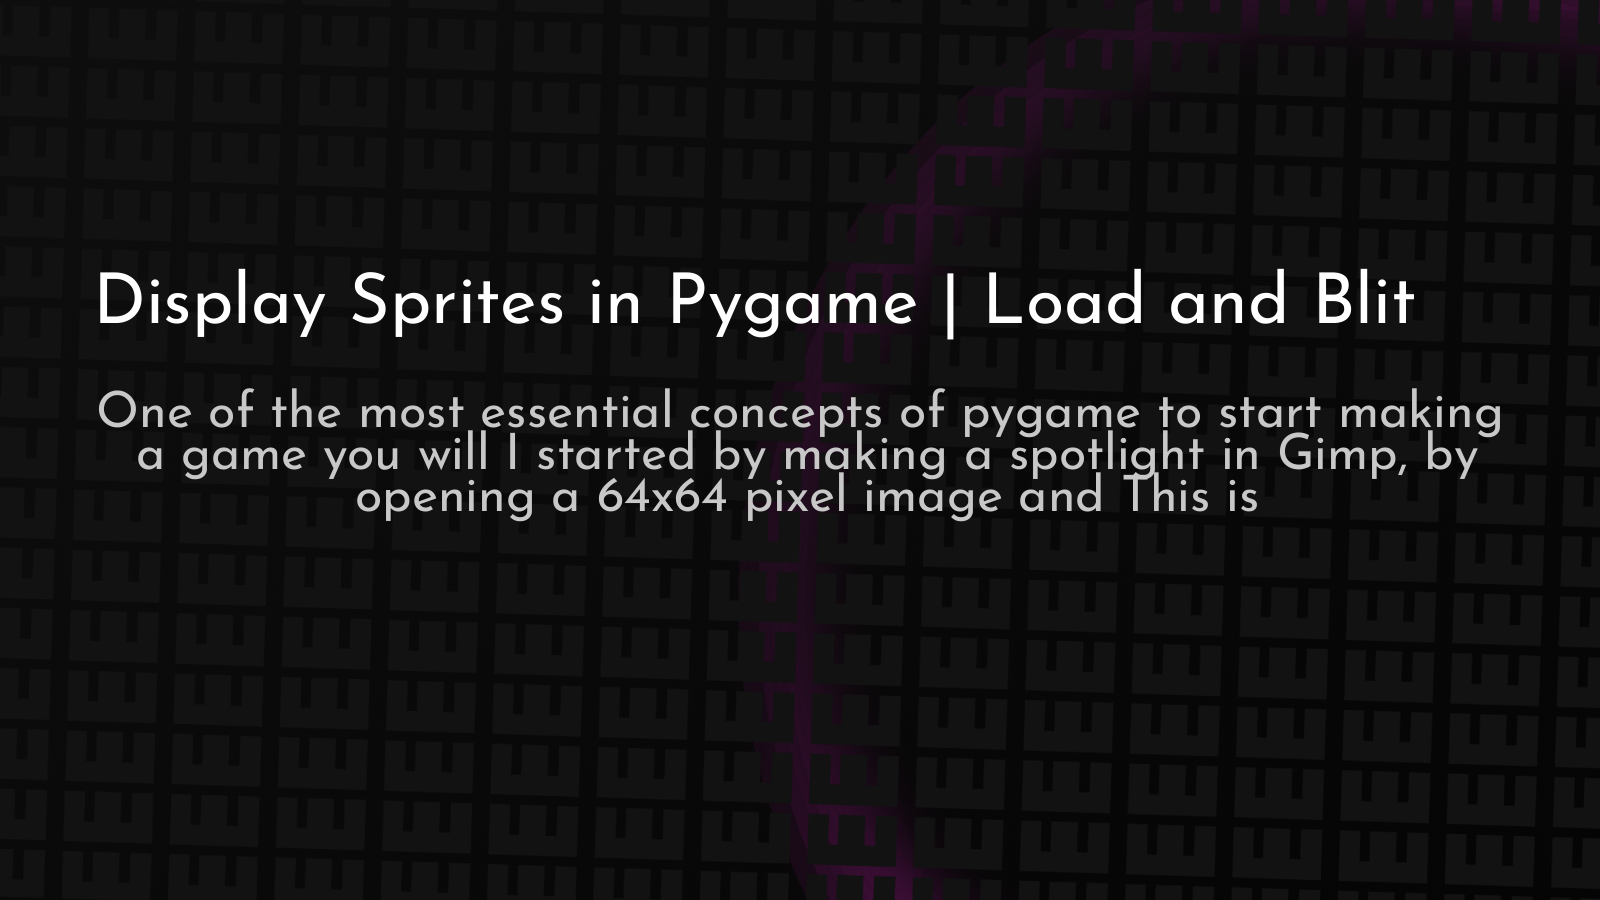 Display Sprites in Pygame | Load and Blit
One of the most essential concepts of pygame to start making
a game you will I started by making a spotlight in Gimp, by
opening a 64x64 pixel image and This is